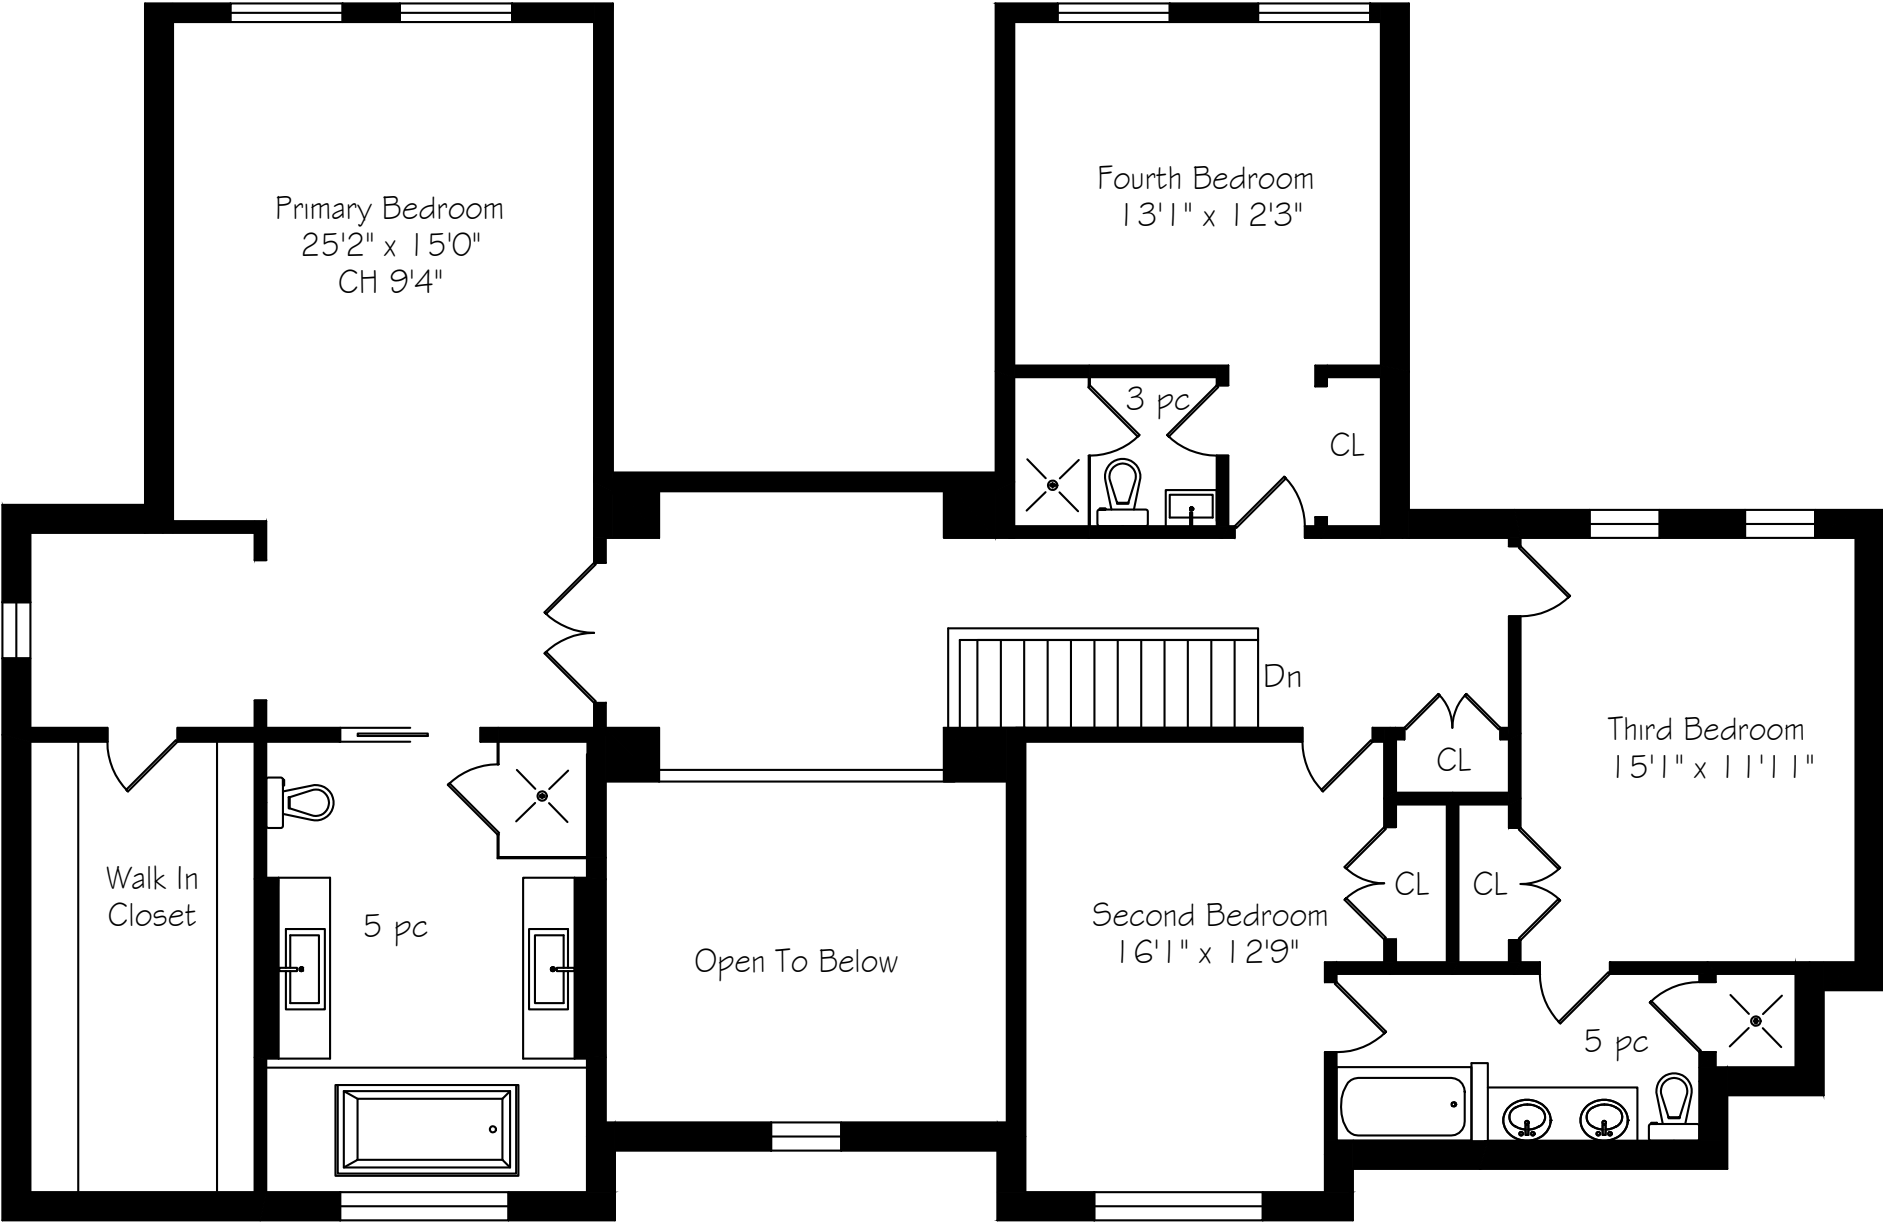 Primary Bedroom
25'2" x 15'0"
CH 9'4"
Fourth Bedroom
13'1" x 12'3"
3 pc
CL
Dn
Third Bedroom
15'1" x 11'11"
CL
Walk In
Closet
5 pc
Open To Below
Second Bedroom
16'1" x 12'9"
CL
CL
5 pc